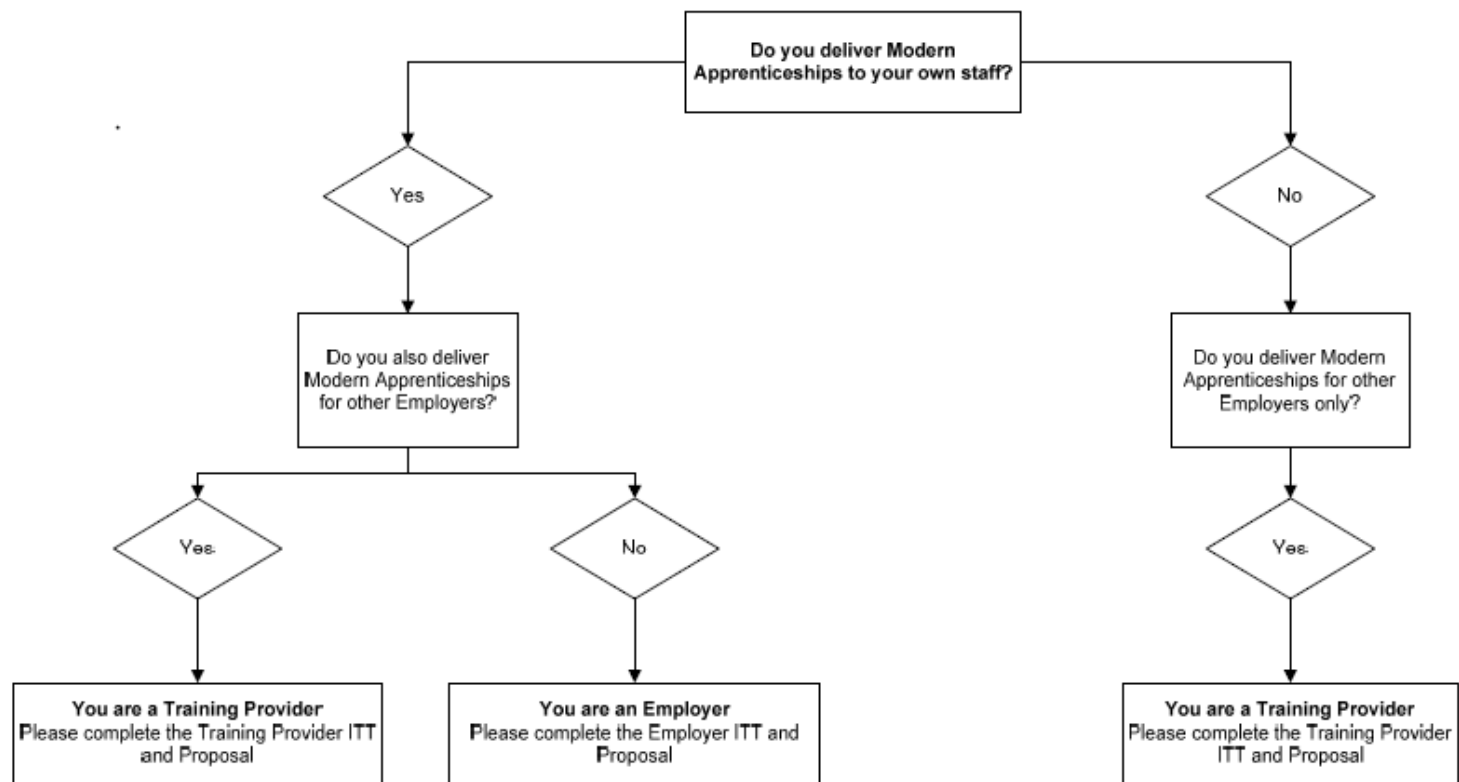 Do you deliver Modern
Apprenticeships to your own staff?
Yes
No
Do you also deliver
Modern Apprenticeships
for other Employers?
Do you deliver Modern
Apprenticeships for other
Employers only?
Yes
No
Yes
You are a Training Provider
Please complete the Training Provider ITT
and Proposal
You are an Employer
Please complete the Employer ITT and
Proposal
You are a Training Provider
Please complete the Training Provider
ITT and Proposal